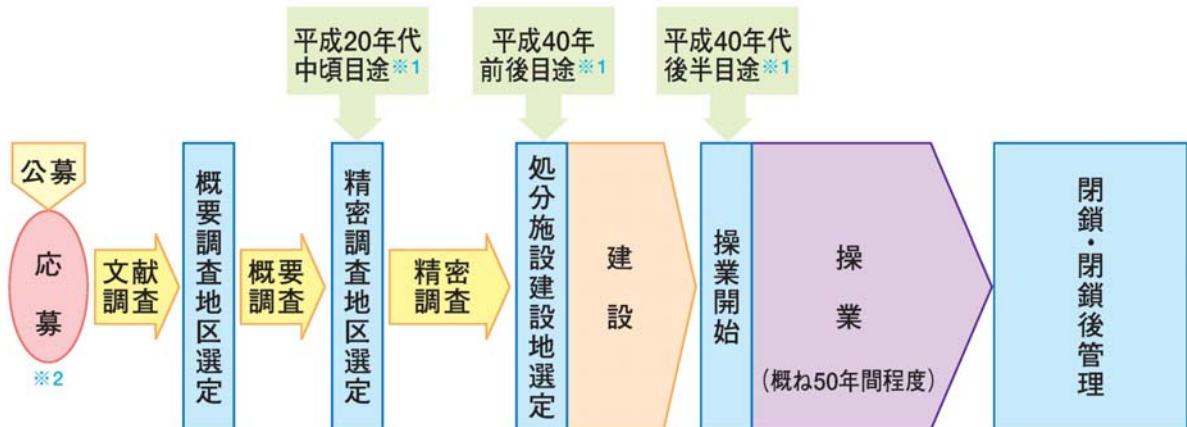 平成20年代
中頃目途※1
平成40年
前後目途※1
平成40年代
後半目途※1
公募
応募
※2
文献
調査
概要調査地区選定
概要
調査
精密調査地区選定
精密
調査
処分施設建設地選定
建設
操業開始
操業
(概ね50年間程度)
閉鎖・閉鎖後管理